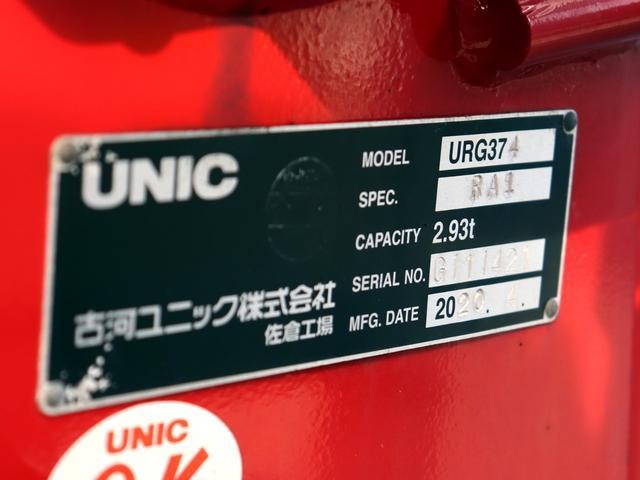 UNIC
MODEL URG374
SPEC. RA1
CAPACITY 2.93t
SERIAL NO.
MFG. DATE 2020. 4.
古河ユニック株式会社
佐倉工場
UNIC